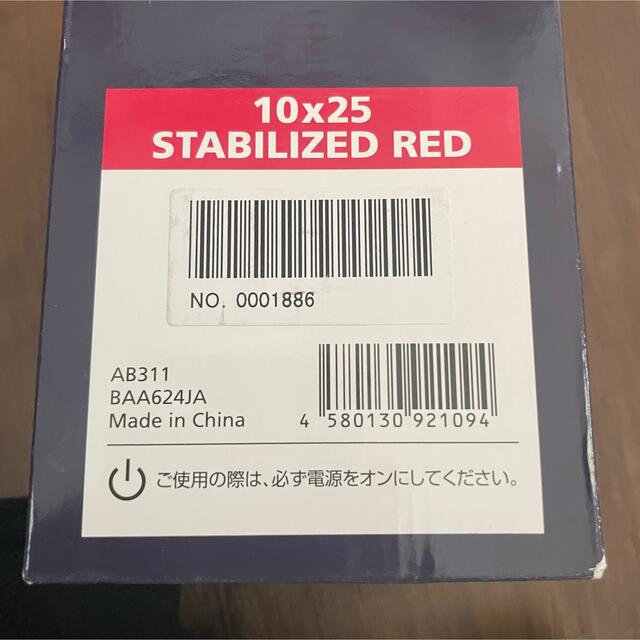 10x25
STABILIZED RED
NO. 0001886
AB311
BAA624JA
Made in China
4 580130 921094
ご使用の際は、必ず電源をオンにしてください。